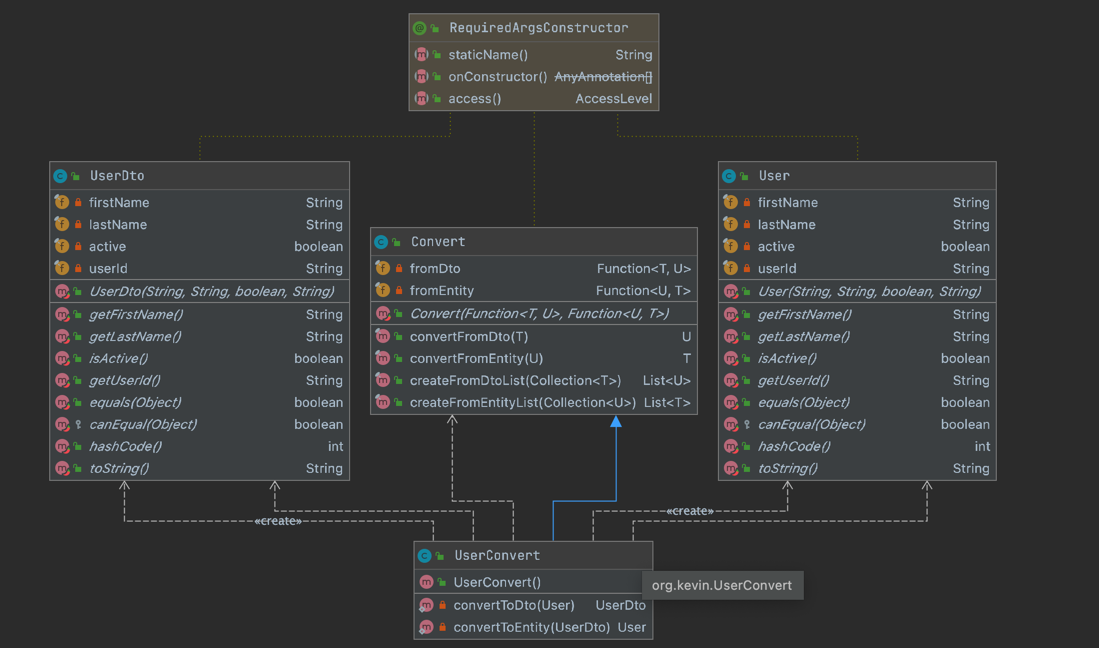 RequiredArgsConstructor
staticName() String
onConstructor() AnyAnnotation[]
access() AccessLevel
UserDto
firstName String
lastName String
active boolean
userId String
UserDto(String, String, boolean, String)
getFirstName() String
getLastName() String
isActive() boolean
getUserId() String
equals(Object) boolean
canEqual(Object) boolean
hashCode() int
toString() String
Convert
fromDto Function<T, U>
fromEntity Function<U, T>
Convert(Function<T, U>, Function<U, T>)
convertFromDto(T) U
convertFromEntity(U) T
createFromDtoList(Collection<T>) List<U>
createFromEntityList(Collection<U>) List<T>
User
firstName String
lastName String
active boolean
userId String
User(String, String, boolean, String)
getFirstName() String
getLastName() String
isActive() boolean
getUserId() String
equals(Object) boolean
canEqual(Object) boolean
hashCode() int
toString() String
«create»
«create»
UserConvert
UserConvert()
convertToDto(User) UserDto
convertToEntity(UserDto) User
org.kevin.UserConvert